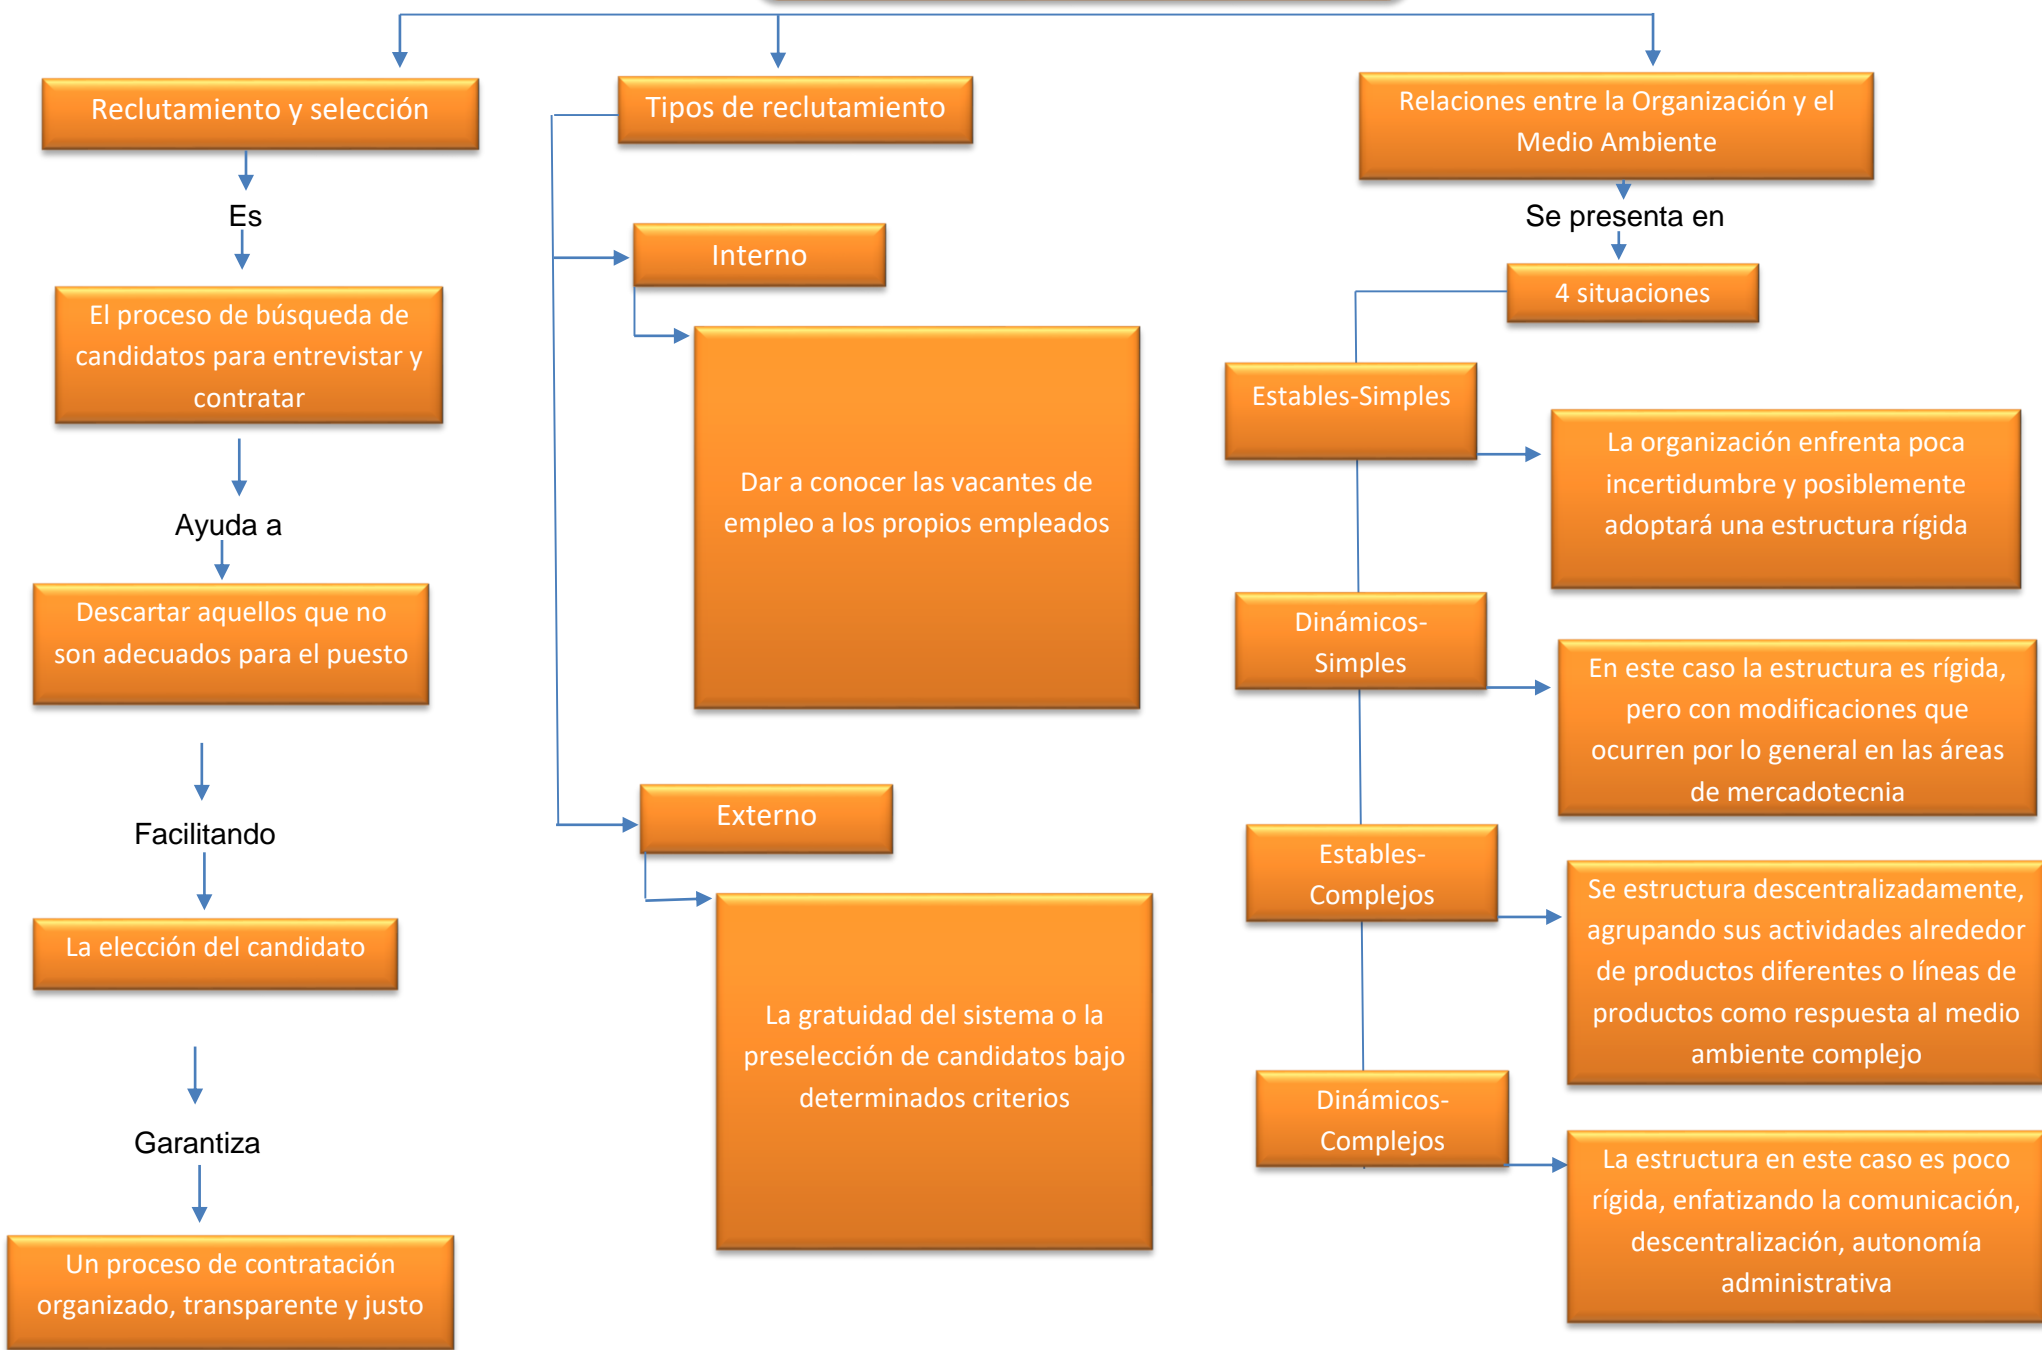 Reclutamiento y selección
Es
El proceso de búsqueda de
candidatos para entrevistar y
contratar
Ayuda a
Descartar aquellos que no
son adecuados para el puesto
Facilitando
La elección del candidato
Garantiza
Un proceso de contratación
organizado, transparente y justo
Tipos de reclutamiento
Interno
Dar a conocer las vacantes de
empleo a los propios empleados
Externo
La gratuidad del sistema o la
preselección de candidatos bajo
determinados criterios
Relaciones entre la Organización y el
Medio Ambiente
Se presenta en
4 situaciones
Estables-Simples
La organización enfrenta poca
incertidumbre y posiblemente
adoptará una estructura rígida
Dinámicos-
Simples
En este caso la estructura es rígida,
pero con modificaciones que
ocurren por lo general en las áreas
de mercadotecnia
Estables-
Complejos
Se estructura descentralizadamente,
agrupando sus actividades alrededor
de productos diferentes o líneas de
productos como respuesta al medio
ambiente complejo
Dinámicos-
Complejos
La estructura en este caso es poco
rígida, enfatizando la comunicación,
descentralización, autonomía
administrativa